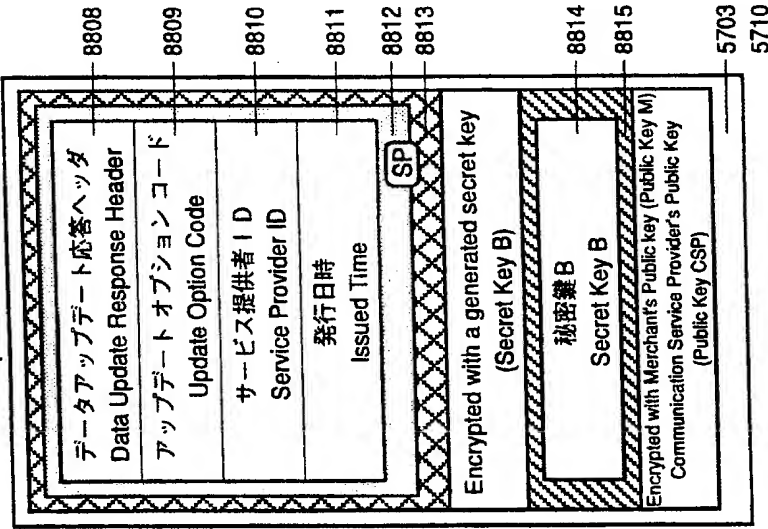 データアップデート応答ヘッダ
Data Update Response Header
アップデート オプション コード
Update Option Code
サービス提供者 ID
Service Provider ID
発行日時
Issued Time
SP
Encrypted with a generated secret key
(Secret Key B)
秘密鍵 B
Secret Key B
Encrypted with Merchant's Public key (Public Key M)
Communication Service Provider's Public Key
(Public Key CSP)
8808
8809
8810
8811
8812
8813
8814
8815
5703
5710